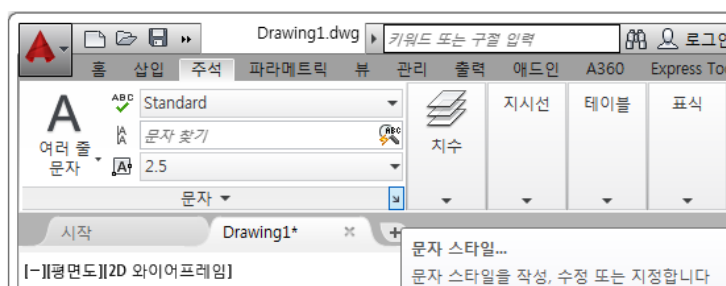 Drawing1.dwg 키워드 또는 구절 입력 로그인
홈 삽입 주석 파라메트릭 뷰 관리 출력 애드인 A360 Express To
ABC Standard 지시선 테이블 표식
A 문자 찾기 ABC 치수
여러 줄
문자 A 2.5
문자
시작 Drawing1* +
문자 스타일...
[-][평면도][2D 와이어프레임] 문자 스타일을 작성, 수정 또는 지정합니다